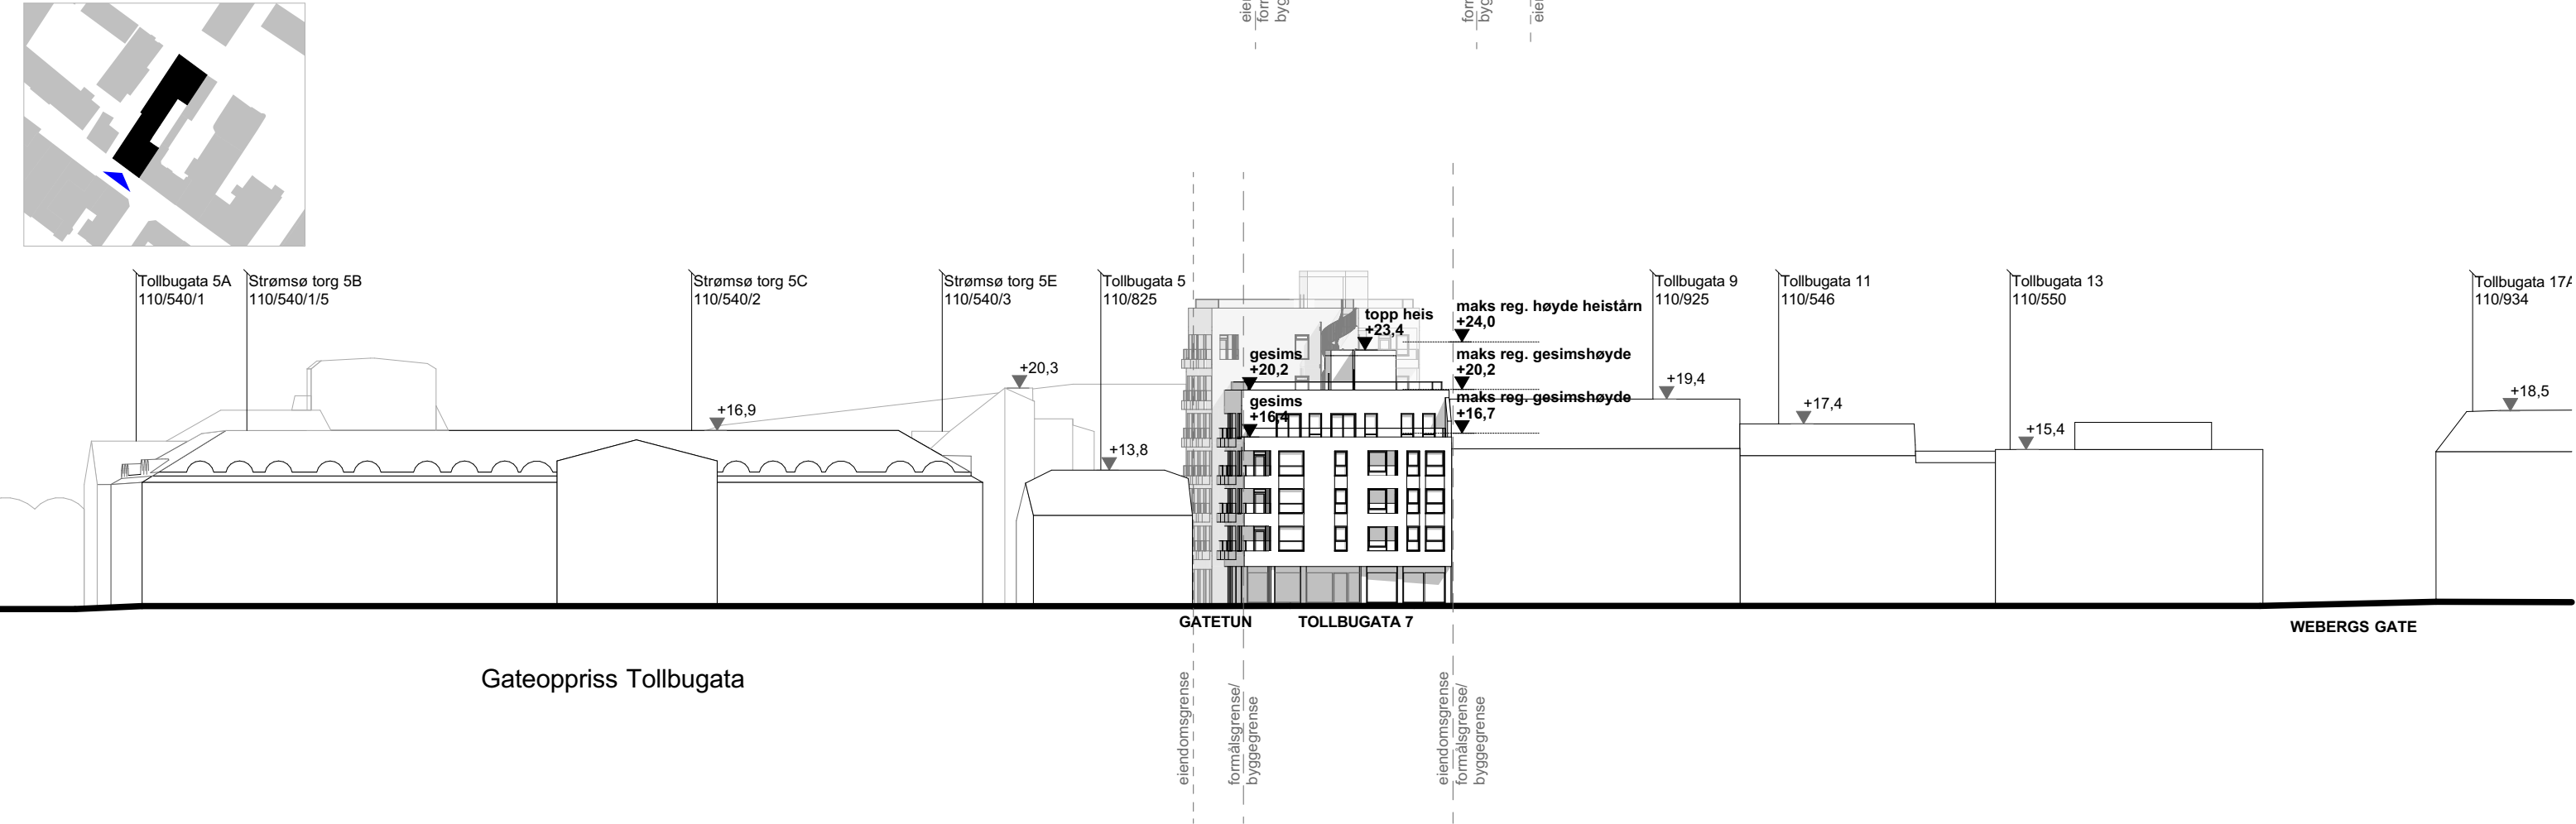 Tollbugata 5A
110/540/1
Strømsø torg 5B
110/540/1/5
Strømsø torg 5C
110/540/2
Strømsø torg 5E
110/540/3
Tollbugata 5
110/825
Tollbugata 9
110/925
Tollbugata 11
110/546
Tollbugata 13
110/550
Tollbugata 17A
110/934
maks reg. høyde heistårn
+24,0
topp heis
+23,4
gesims
+20,2
maks reg. gesimshøyde
+20,2
gesims
+16,4
maks reg. gesimshøyde
+16,7
+16,9
+20,3
+13,8
+19,4
+17,4
+15,4
+18,5
GATETUN
TOLLBUGATA 7
WEBERGS GATE
Gateoppriss Tollbugata
eiendomsgrense
formålsgrense/
byggegrense
eiendomsgrense
formålsgrense/
byggegrense